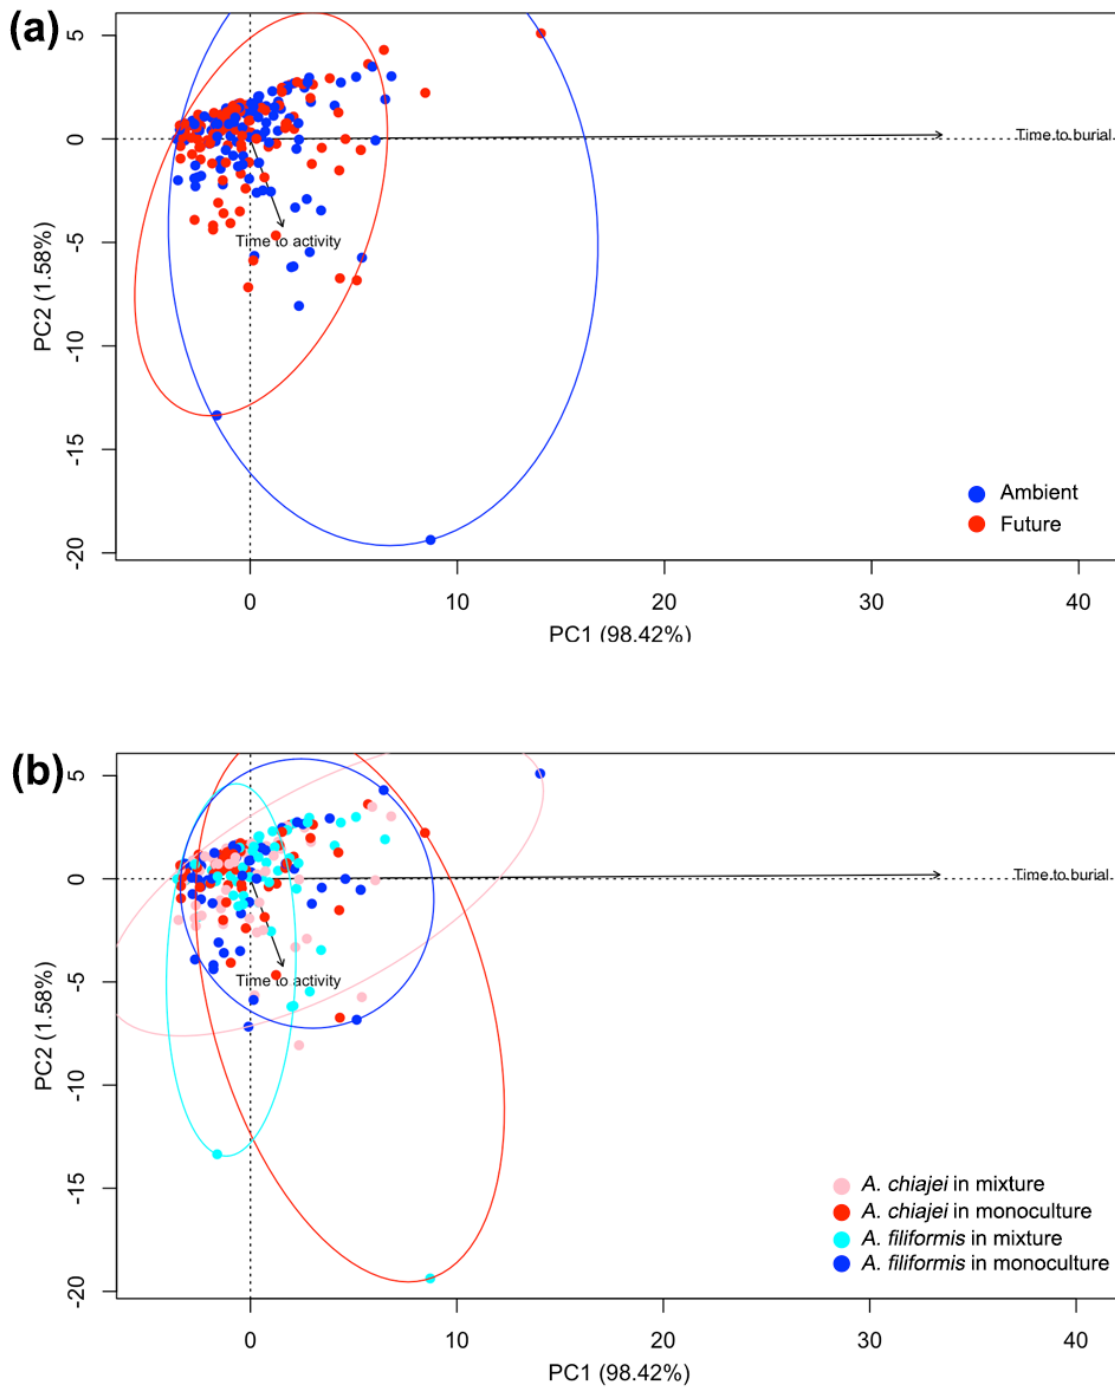 (a)
5
0
-5
-10
-15
-20
PC2 (1.58%)
Time to burial
Time to activity
Ambient
Future
0 10 20 30 40
PC1 (98.42%)
(b)
5
0
-5
-10
-15
-20
PC2 (1.58%)
Time to burial
Time to activity
A. chiajei in mixture
A. chiajei in monoculture
A. filiformis in mixture
A. filiformis in monoculture
0 10 20 30 40
PC1 (98.42%)